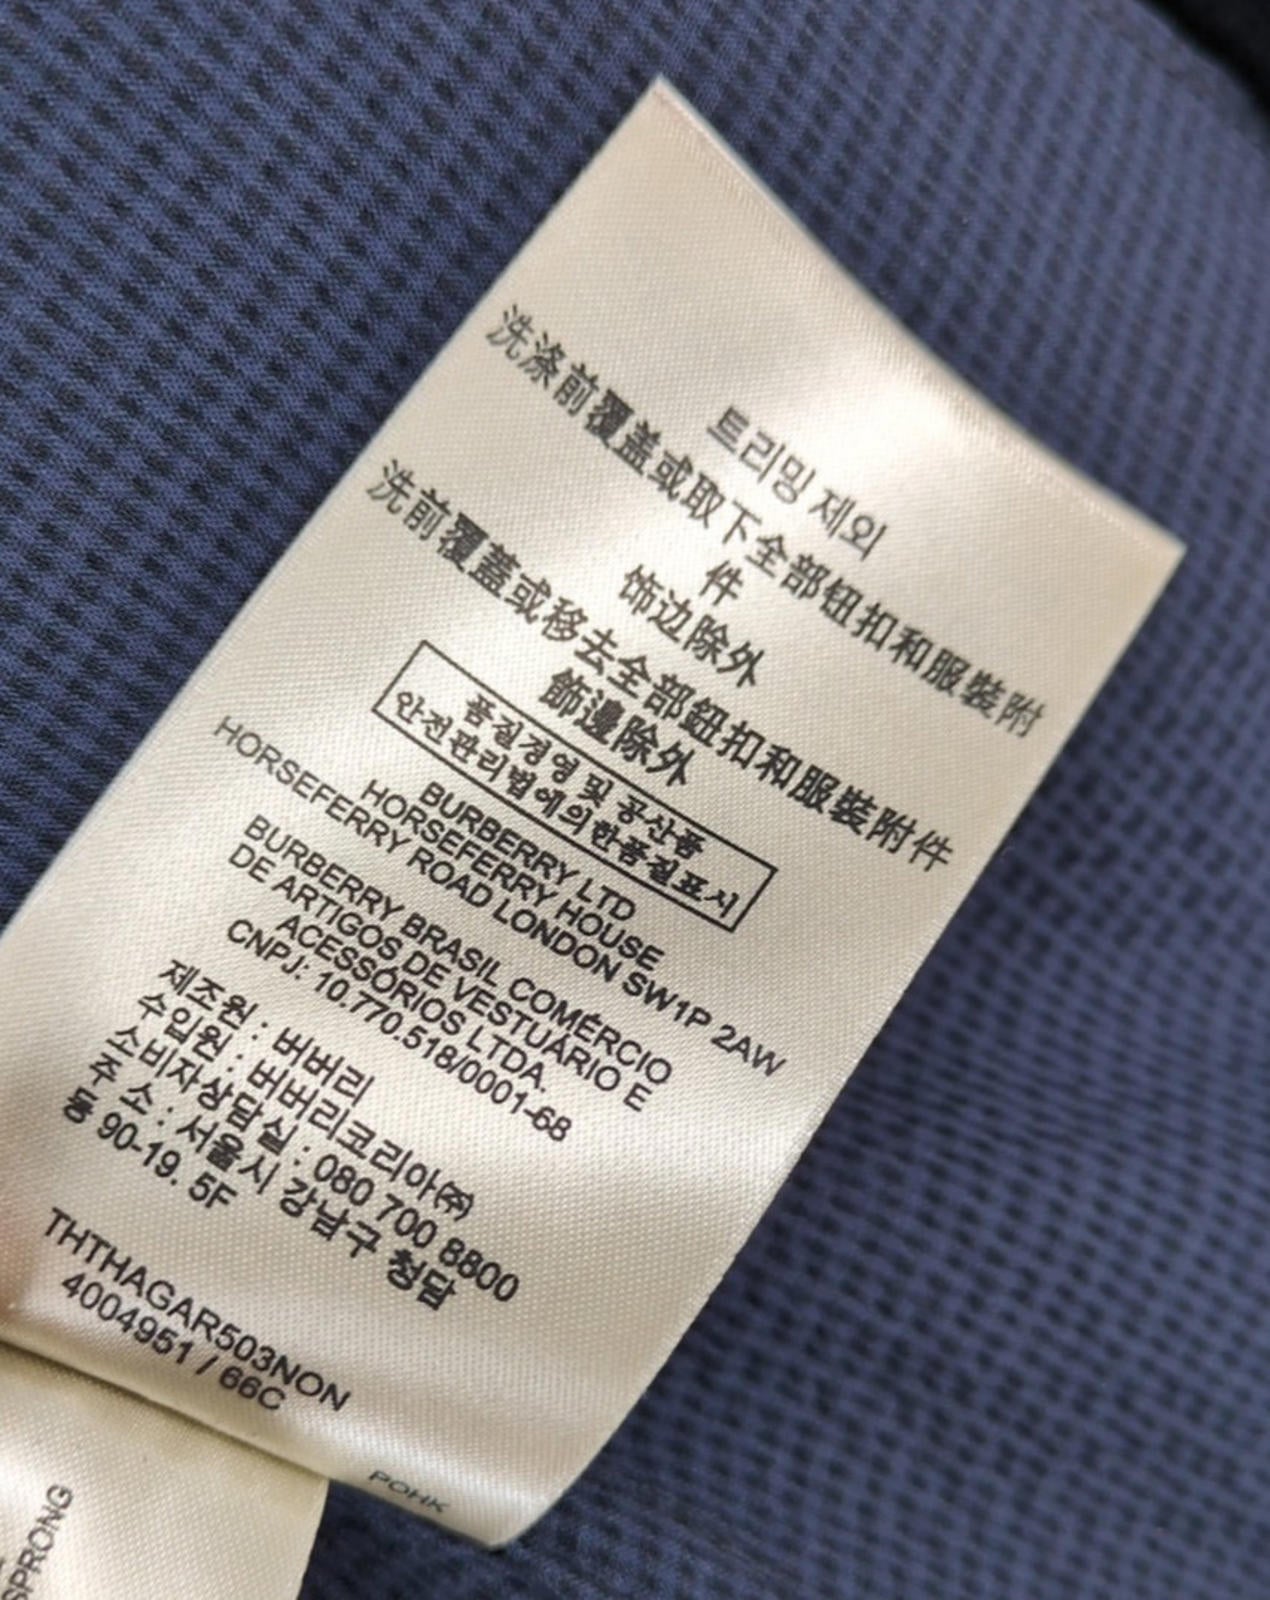 트리밍 제외
洗涤前覆盖或取下全部钮扣和服裝附
件
饰边除外
洗前覆蓋或移去全部鈕扣和服裝附件
飾邊除外
품질경영 및 공산품
안전관리법에의한품질표시
BURBERRY LTD
HORSEFERRY HOUSE
HORSEFERRY ROAD LONDON SW1P 2AW
BURBERRY BRASIL COMÉRCIO
DE ARTIGOS DE VESTUÁRIO E
ACESSÓRIOS LTDA.
CNPJ: 10.770.518/0001-68
제조원 : 버버리
수입원 : 버버리코리아㈜
소비자상담실 : 080 700 8800
주 소 : 서울시 강남구 청담
동 90-19. 5F
THTHAGAR503NON
4004951 / 66C
POHK
SPRONG